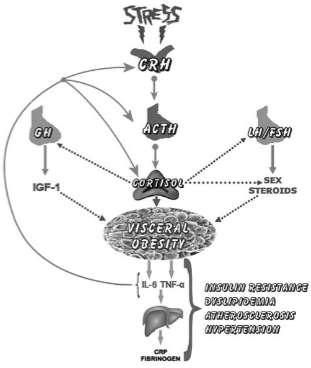 STRESS
CRH
GH
ACTH
LH/FSH
IGF-1
CORTISOL
SEX
STEROIDS
VISCERAL
OBESITY
IL-6 TNF-α
INSULIN RESISTANCE
DYSLIPIDEMIA
ATHEROSCLEROSIS
HYPERTENSION
CRP
FIBRINOGEN